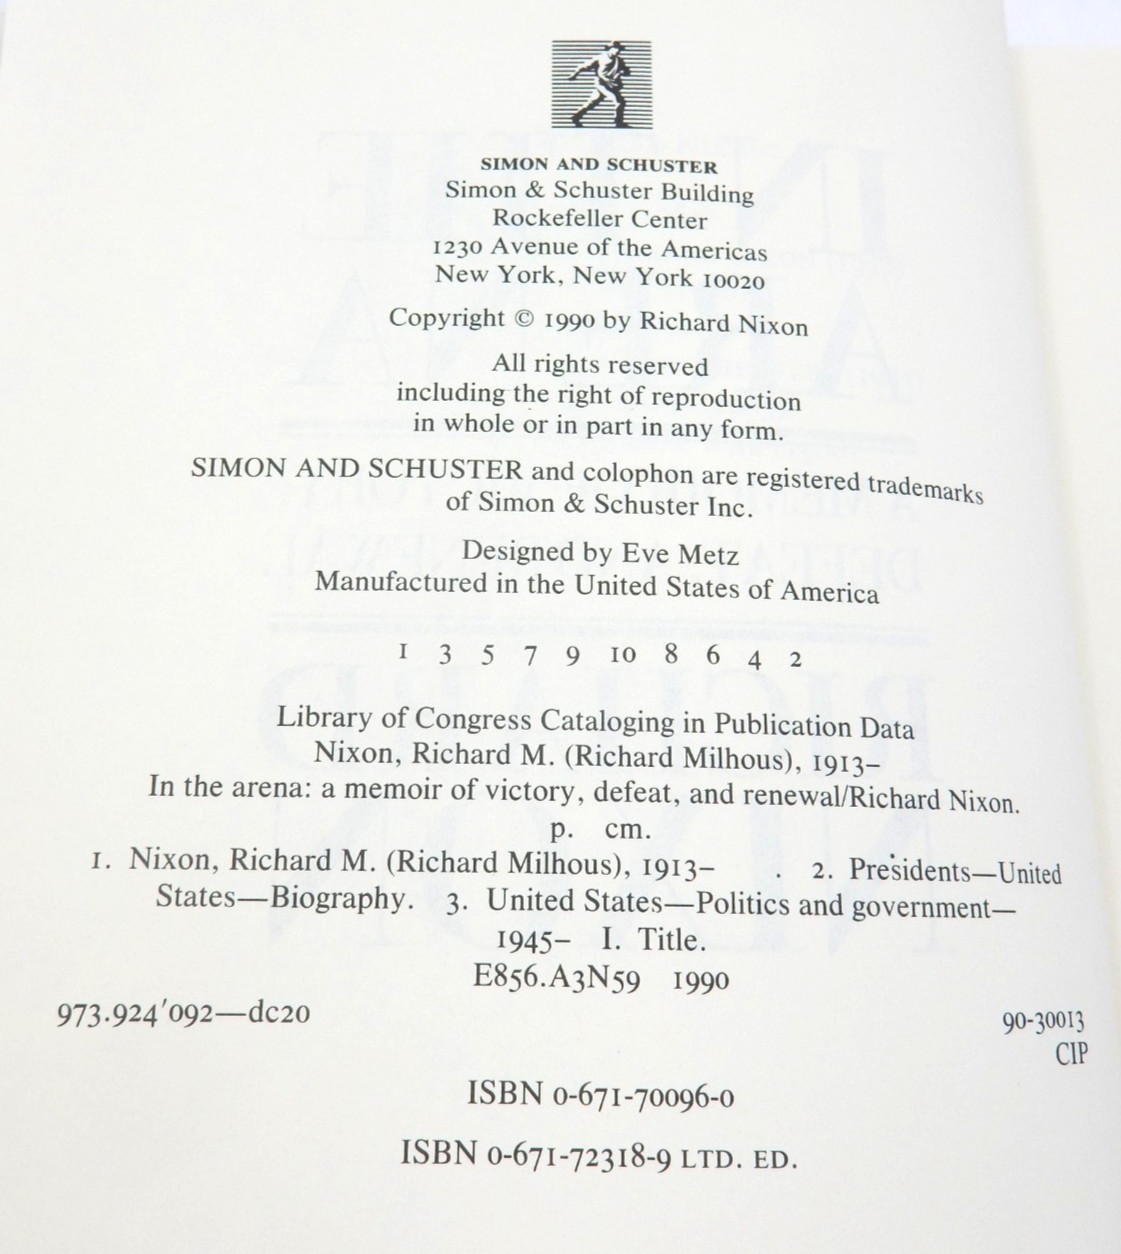 SIMON AND SCHUSTER
Simon & Schuster Building
Rockefeller Center
1230 Avenue of the Americas
New York, New York 10020
Copyright © 1990 by Richard Nixon
All rights reserved
including the right of reproduction
in whole or in part in any form.
SIMON AND SCHUSTER and colophon are registered trademarks
of Simon & Schuster Inc.
Designed by Eve Metz
Manufactured in the United States of America
1 3 5 7 9 10 8 6 4 2
Library of Congress Cataloging in Publication Data
Nixon, Richard M. (Richard Milhous), 1913–
In the arena: a memoir of victory, defeat, and renewal/Richard Nixon.
p. cm.
1. Nixon, Richard M. (Richard Milhous), 1913– . 2. Presidents—United
States—Biography. 3. United States—Politics and government—
1945– I. Title.
E856.A3N59 1990
973.924'092—dc20 90-30013
CIP
ISBN 0-671-70096-0
ISBN 0-671-72318-9 LTD. ED.